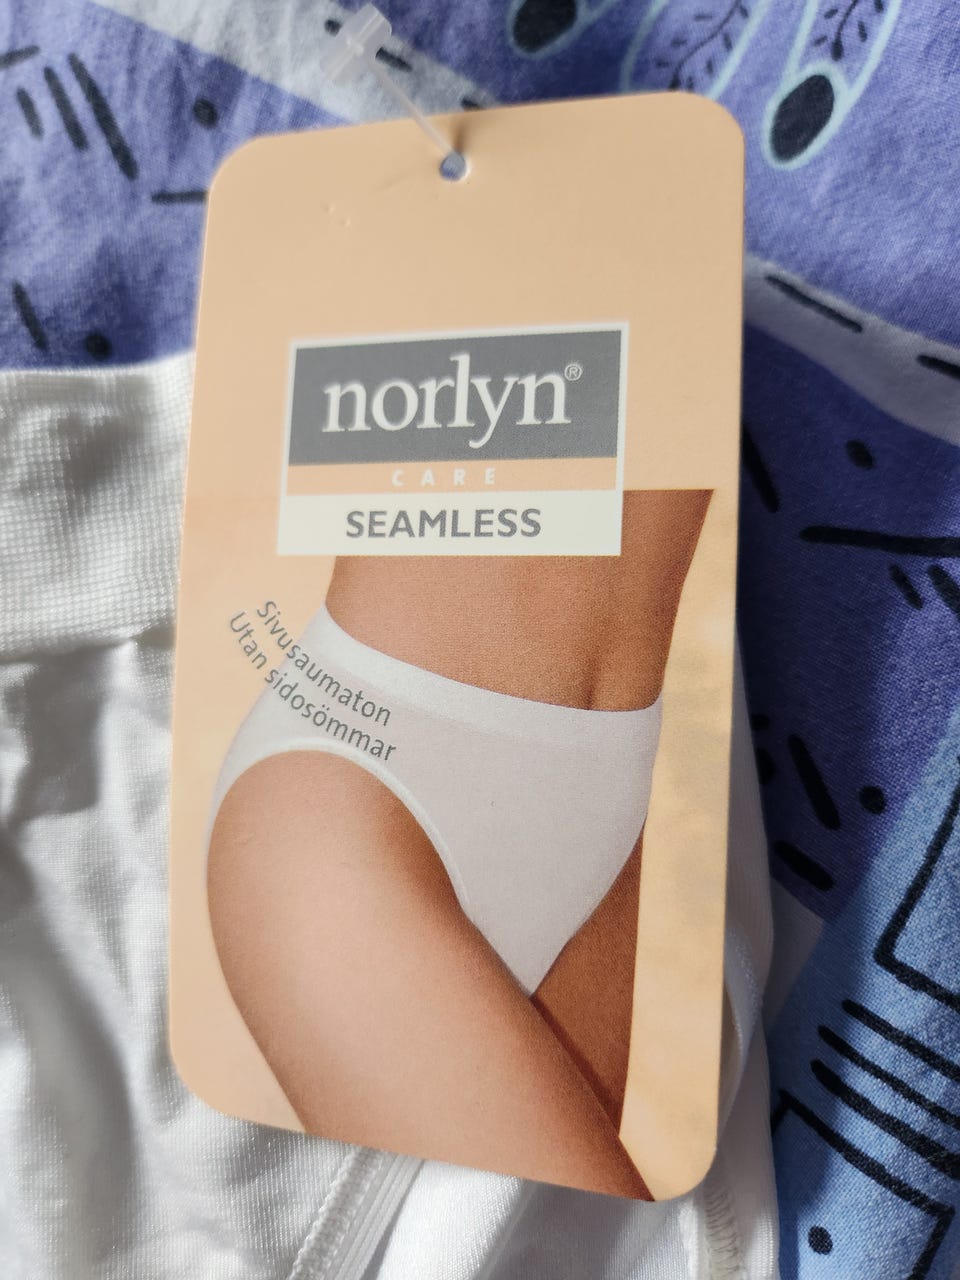 norlyn®
CARE
SEAMLESS
Sivusaumaton
Utan sidosömmar